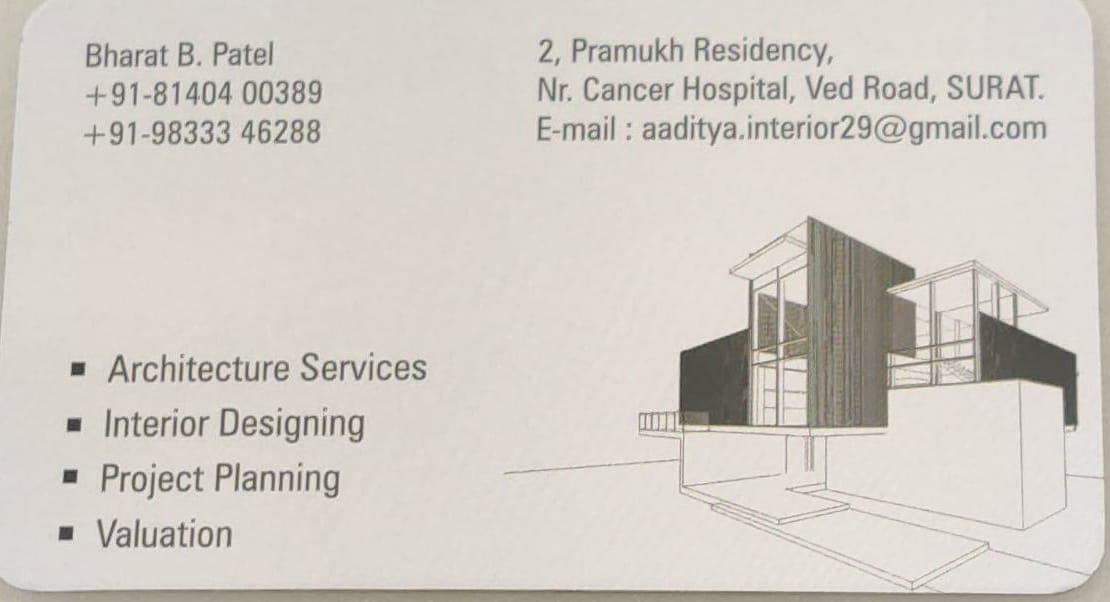 Bharat B. Patel
+91-81404 00389
+91-98333 46288
2, Pramukh Residency,
Nr. Cancer Hospital, Ved Road, SURAT.
E-mail : aaditya.interior29@gmail.com
▪ Architecture Services
▪ Interior Designing
▪ Project Planning
▪ Valuation